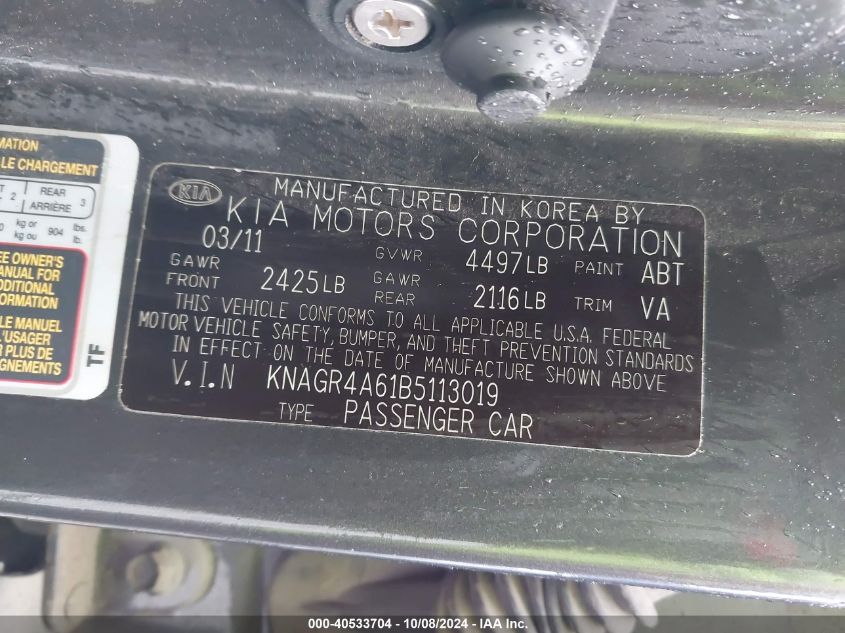 MATION
LE CHARGEMENT
2 REAR 3
ARRIÈRE
kg or 904 lbs.
kg ou lb.
EE OWNER'S
MANUAL FOR
DDITIONAL
FORMATION
LE MANUEL
L'USAGER
R PLUS DE
IGNEMENTS
TF
KIA
MANUFACTURED IN KOREA BY
KIA MOTORS CORPORATION
03/11 GVWR 4497LB PAINT ABT
GAWR FRONT 2425LB GAWR REAR 2116LB TRIM VA
THIS VEHICLE CONFORMS TO ALL APPLICABLE U.S.A. FEDERAL
MOTOR VEHICLE SAFETY, BUMPER, AND THEFT PREVENTION STANDARDS
IN EFFECT ON THE DATE OF MANUFACTURE SHOWN ABOVE
V.I.N KNAGR4A61B5113019
TYPE PASSENGER CAR
000-40533704 - 10/08/2024 - IAA Inc.